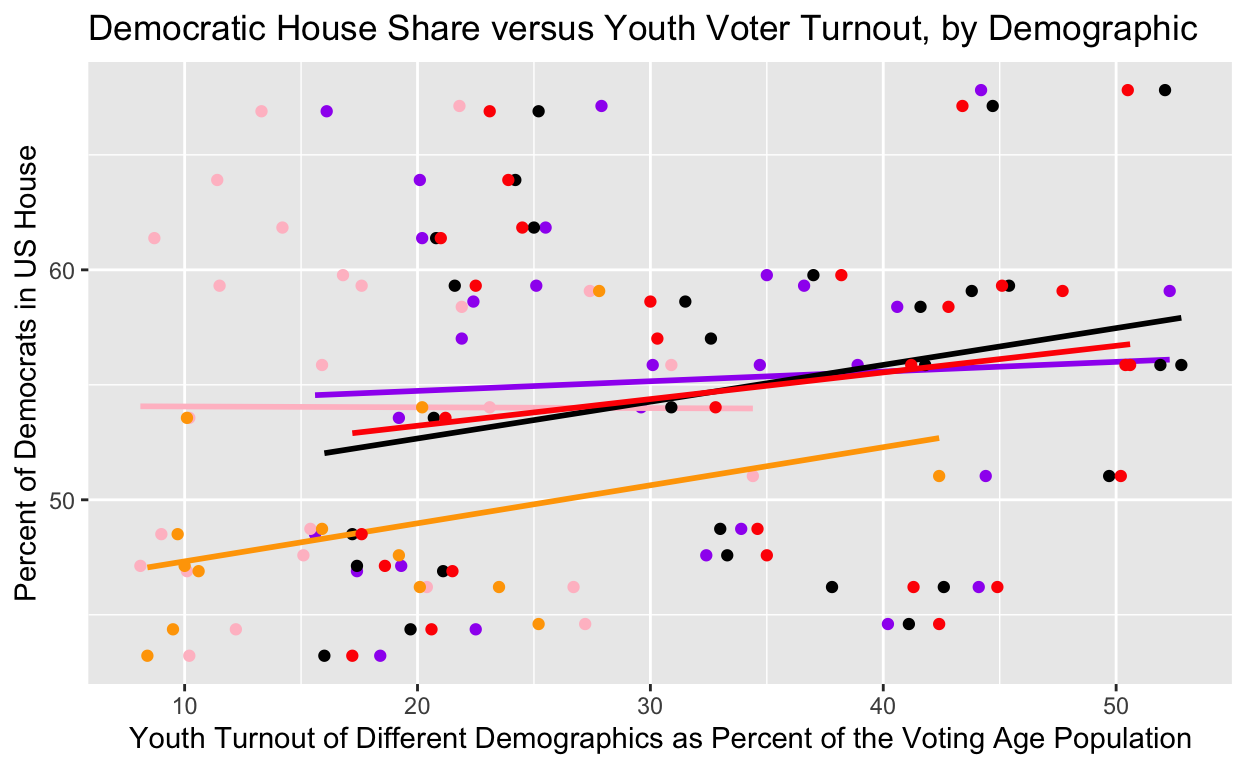 Democratic House Share versus Youth Voter Turnout, by Demographic
Percent of Democrats in US House
60
50
10 20 30 40 50
Youth Turnout of Different Demographics as Percent of the Voting Age Population